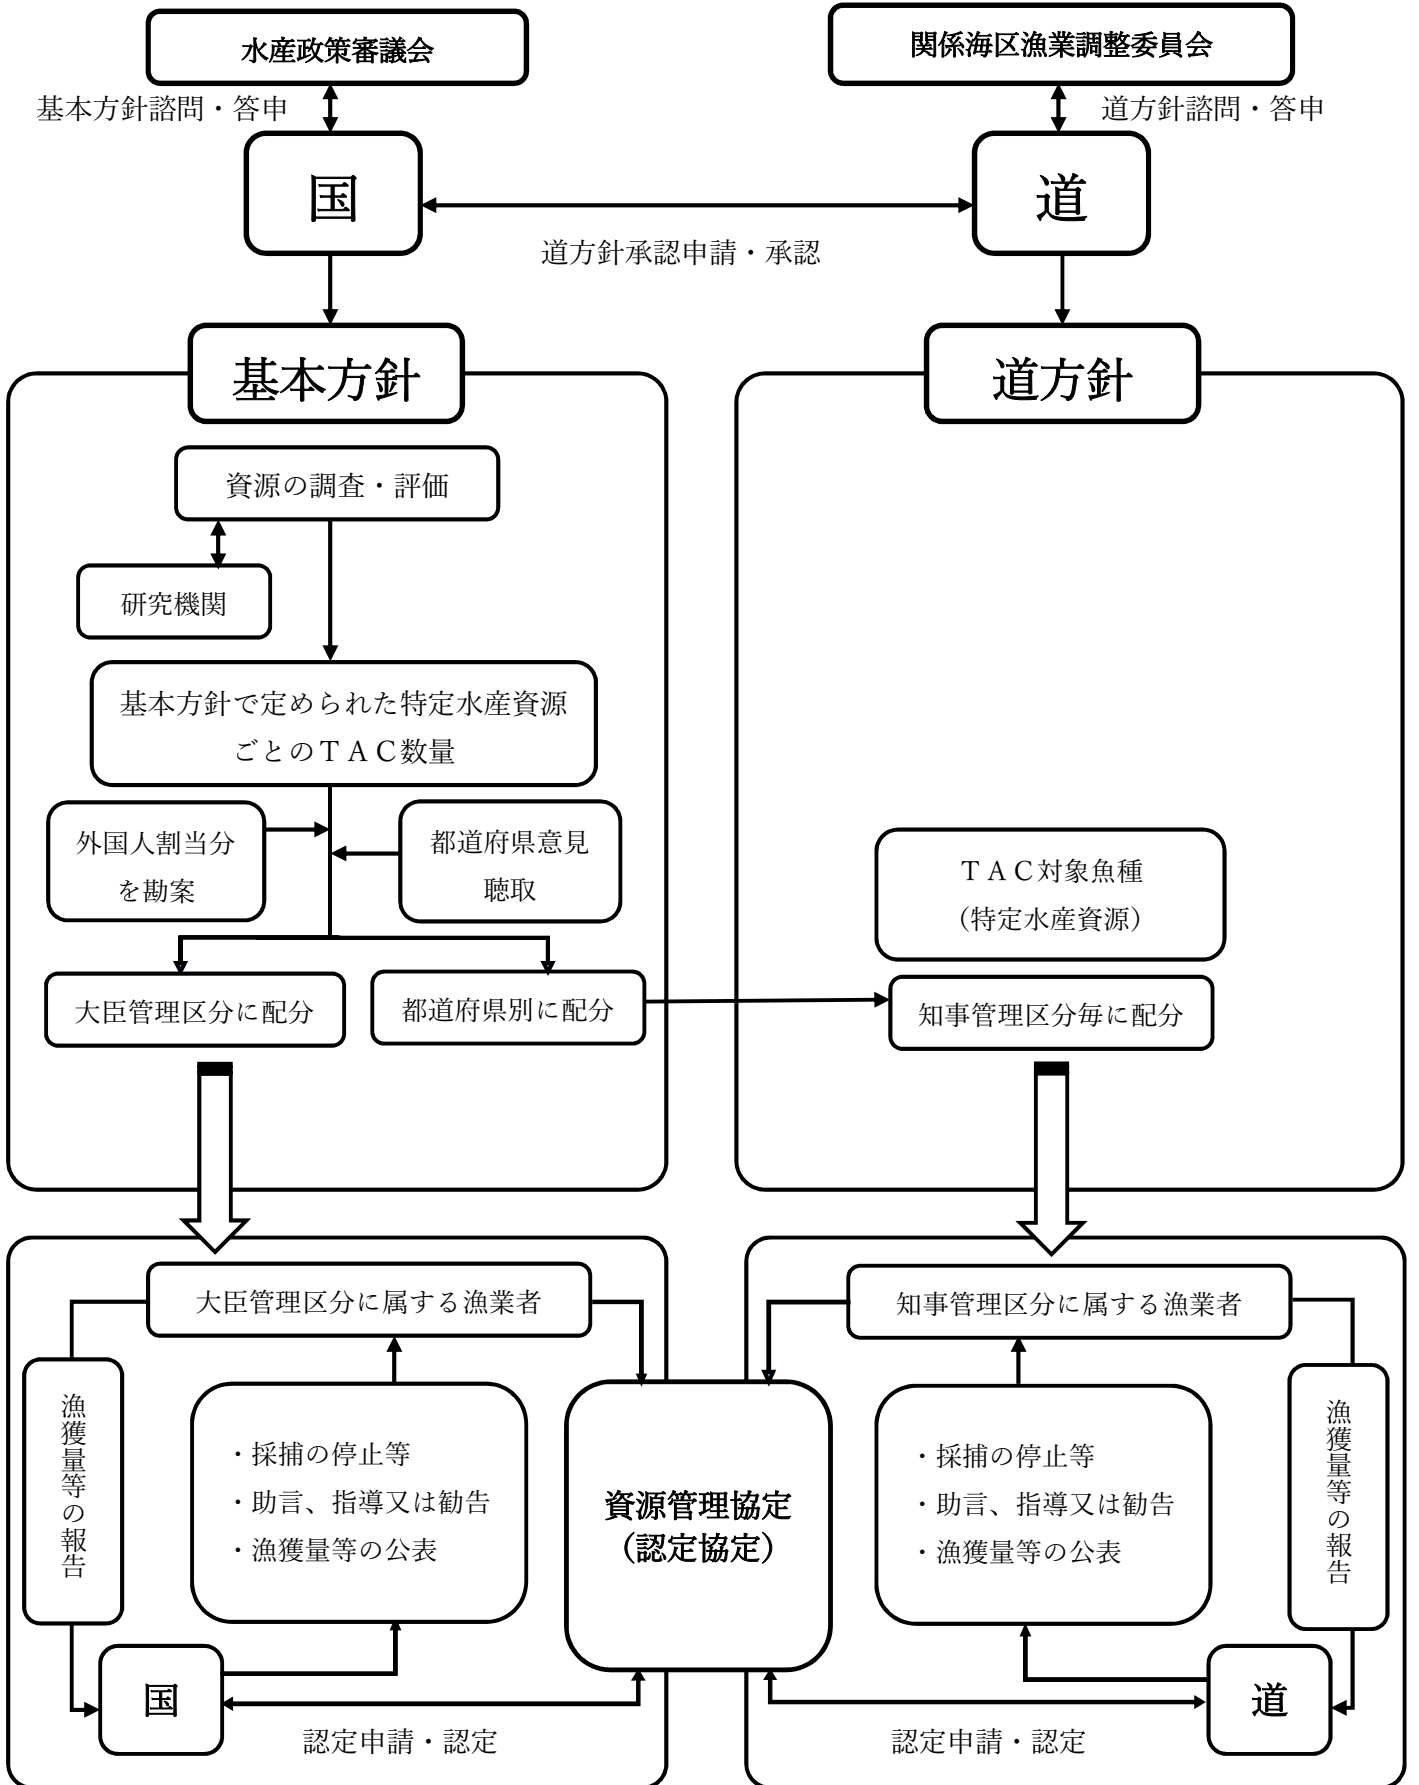 水産政策審議会
関係海区漁業調整委員会
基本方針諮問・答申
道方針諮問・答申
国
道
道方針承認申請・承認
基本方針
道方針
資源の調査・評価
研究機関
基本方針で定められた特定水産資源
ごとのＴＡＣ数量
外国人割当分
を勘案
都道府県意見
聴取
ＴＡＣ対象魚種
（特定水産資源）
大臣管理区分に配分
都道府県別に配分
知事管理区分毎に配分
大臣管理区分に属する漁業者
知事管理区分に属する漁業者
漁獲量等の報告
・採捕の停止等
・助言、指導又は勧告
・漁獲量等の公表
資源管理協定
（認定協定）
・採捕の停止等
・助言、指導又は勧告
・漁獲量等の公表
漁獲量等の報告
国
道
認定申請・認定
認定申請・認定